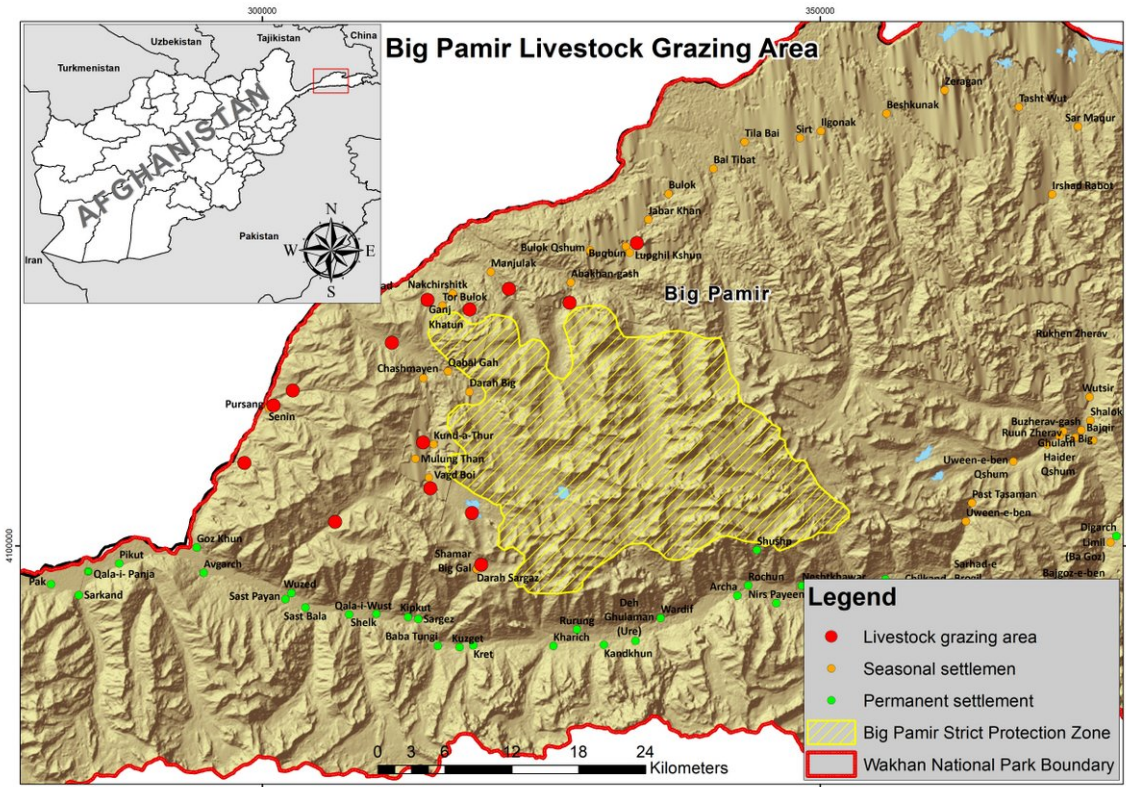 300000
350000
Uzbekistan
Tajikistan
China
Turkmenistan
AFGHANISTAN
Pakistan
Iran
N
W E
S
Big Pamir Livestock Grazing Area
Zeragan
Beshkunak
Tasht Wut
Sar Maqur
Ilgonak
Sirt
Tila Bai
Bal Tibat
Bulok
Irshad Rabot
Jabar Khan
Bulok Qshum
Bugbun
Lupghil Kshun
Manjulak
Abakhan-gash
Nakchirshitk
Tor Bulok
Ganj
Khatun
Big Pamir
Rukhen Zherav
Qabal Gah
Chashmayen
Darah Big
Wutsir
Pursang
Senin
Shalok
Buzherav-gash
Bajqir
Ruun Zherav
Fa Big
Ghulam
Haider
Qshum
Kund-a-Thur
Mulung Than
Uween-e-ben
Qshum
Vagd Boi
Past Tasaman
Uween-e-ben
4100000
Goz Khun
Pikut
Qala-i- Panja
Pak
Sarkand
Avgarch
Shamar
Big Gal
Darah Sargaz
Shushp
Digarch
Limil
(Ba Goz)
Bajgoz-e-ben
Sarhad-e
Wuzed
Sast Payan
Sast Bala
Qala-i-Wust
Shelk
Kipkut
Sargez
Baba Tungi
Kuzget
Kret
Kharich
Rurung
Deh
Ghulaman
(Ure)
Kandkhun
Wardif
Archa
Rochun
Nirs Payeen
0 3 6 12 18 24
Kilometers
Legend
Livestock grazing area
Seasonal settlemen
Permanent settlement
Big Pamir Strict Protection Zone
Wakhan National Park Boundary